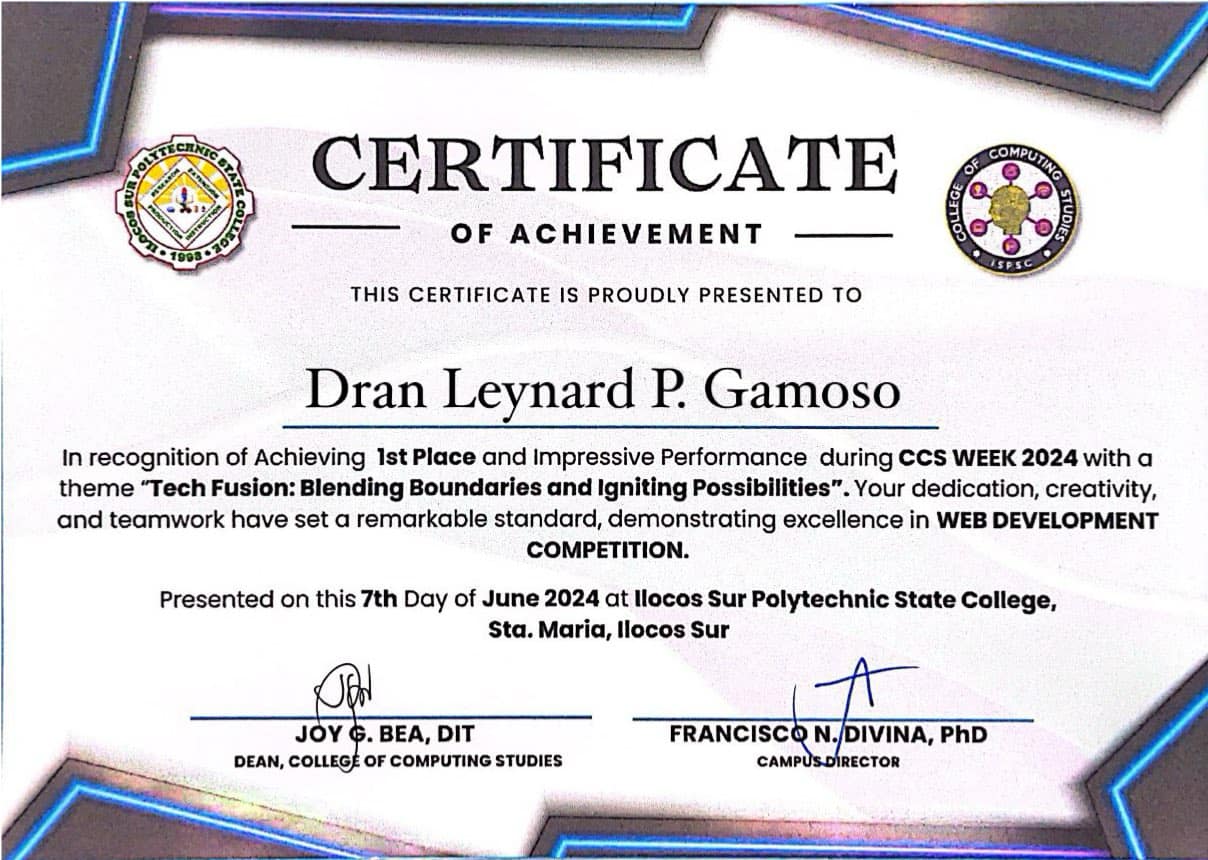 ILOCOS SUR POLYTECHNIC STATE COLLEGE
RESEARCH
EXTENSION
PRODUCTION
INSTRUCTION
1998
CERTIFICATE
OF ACHIEVEMENT
COLLEGE OF COMPUTING STUDIES
ISPSC
THIS CERTIFICATE IS PROUDLY PRESENTED TO
Dran Leynard P. Gamoso
In recognition of Achieving 1st Place and Impressive Performance during CCS WEEK 2024 with a
theme “Tech Fusion: Blending Boundaries and Igniting Possibilities”. Your dedication, creativity,
and teamwork have set a remarkable standard, demonstrating excellence in WEB DEVELOPMENT
COMPETITION.
Presented on this 7th Day of June 2024 at Ilocos Sur Polytechnic State College,
Sta. Maria, Ilocos Sur
JOY G. BEA, DIT
DEAN, COLLEGE OF COMPUTING STUDIES
FRANCISCO N. DIVINA, PhD
CAMPUS DIRECTOR